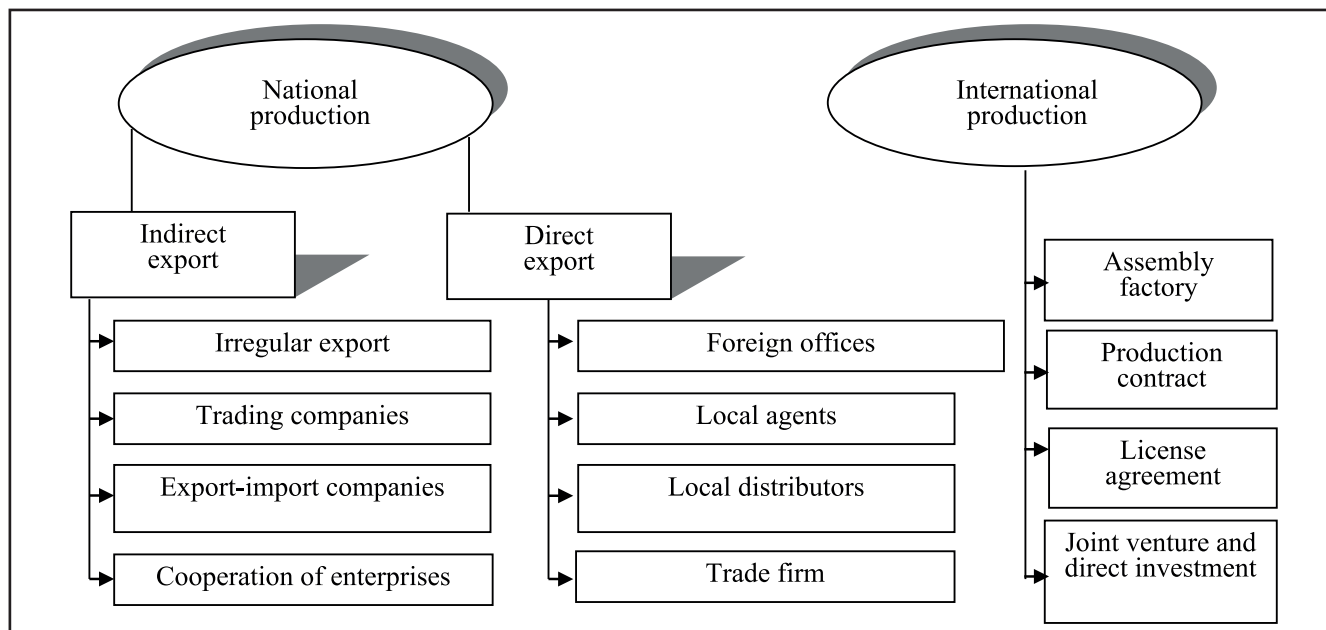 National
production
International
production
Indirect
export
Direct
export
Irregular export
Trading companies
Export-import companies
Cooperation of enterprises
Foreign offices
Local agents
Local distributors
Trade firm
Assembly
factory
Production
contract
License
agreement
Joint venture and
direct investment